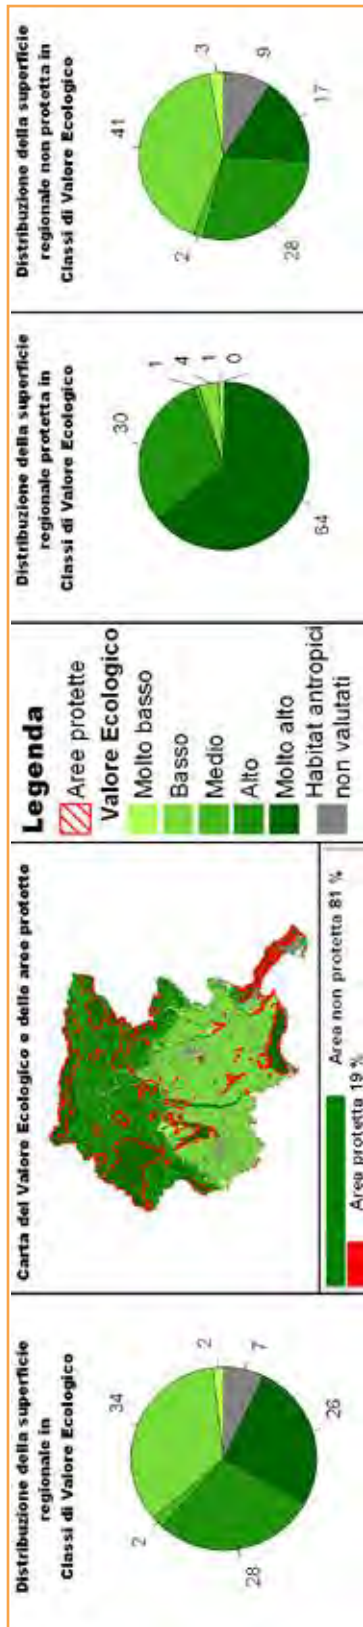 Distribuzione della superficie
regionale in
Classi di Valore Ecologico
34
2
2
7
26
28
Carta del Valore Ecologico e delle aree protette
Area non protetta 81 %
Area protetta 19 %
Legenda
Aree protette
Valore Ecologico
Molto basso
Basso
Medio
Alto
Molto alto
Habitat antropici
non valutati
Distribuzione della superficie
regionale protetta in
Classi di Valore Ecologico
30
1
4
1
0
64
Distribuzione della superficie
regionale non protetta in
Classi di Valore Ecologico
41
3
2
9
17
28